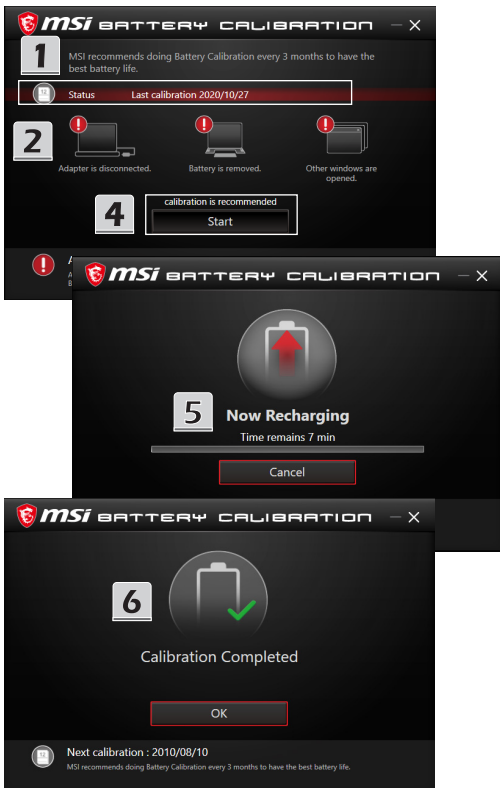 msi BATTERY CALIBRATION
1
MSI recommends doing Battery Calibration every 3 months to have the
best battery life.
Status Last calibration 2020/10/27
2
Adapter is disconnected.
Battery is removed.
Other windows are
opened.
4
calibration is recommended
Start
msi BATTERY CALIBRATION
5
Now Recharging
Time remains 7 min
Cancel
msi BATTERY CALIBRATION
6
Calibration Completed
OK
Next calibration : 2010/08/10
MSI recommends doing Battery Calibration every 3 months to have the best battery life.